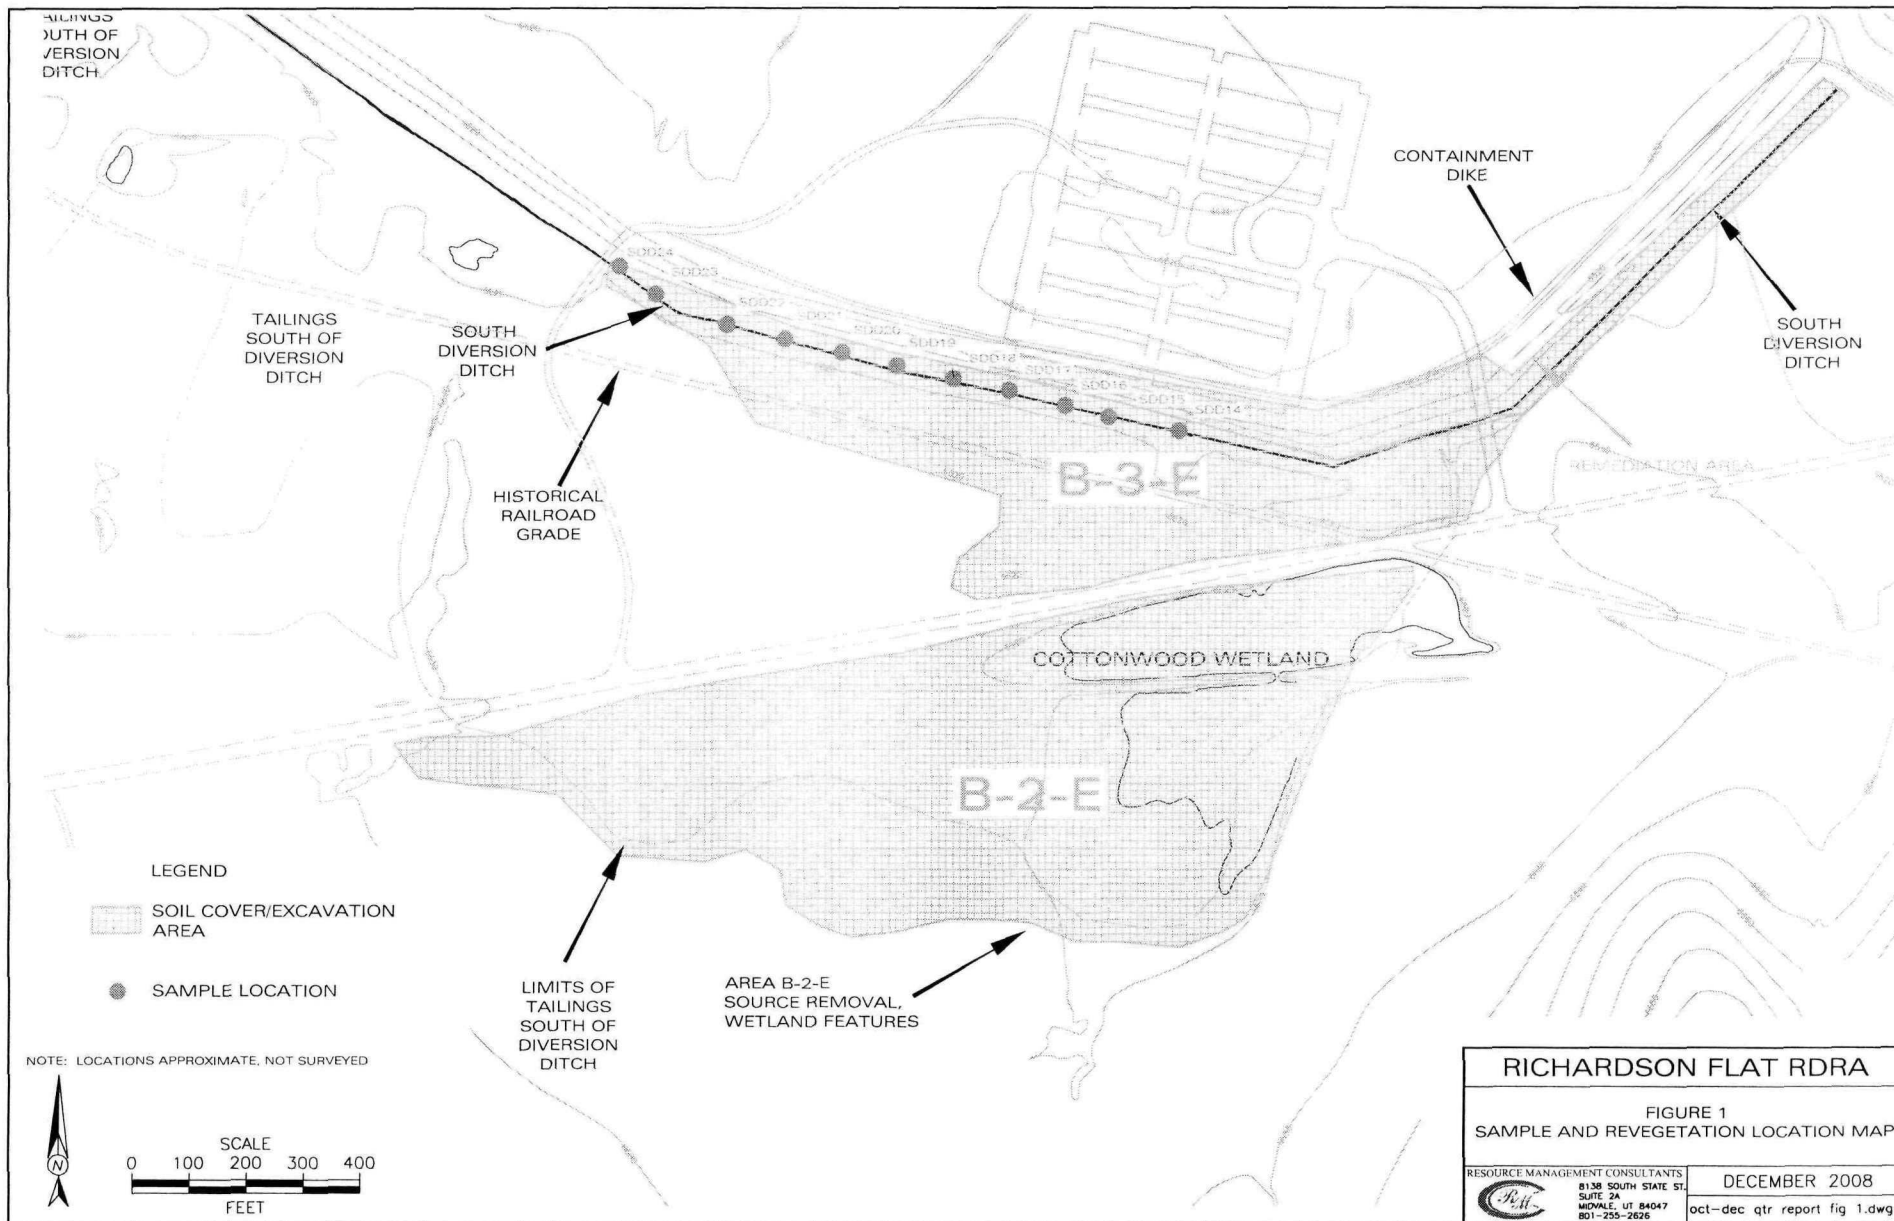 AILINGS
OUTH OF
VERSION
DITCH
CONTAINMENT
DIKE
SDD24
SDD23
SDD22
SDD21
SDD20
SDD19
SDD18
SDD17
SDD16
SDD15
SDD14
TAILINGS
SOUTH OF
DIVERSION
DITCH
SOUTH
DIVERSION
DITCH
SOUTH
DIVERSION
DITCH
B-3-E
REMEDIATION AREA
HISTORICAL
RAILROAD
GRADE
COTTONWOOD WETLAND
B-2-E
LEGEND
SOIL COVER/EXCAVATION
AREA
SAMPLE LOCATION
LIMITS OF
TAILINGS
SOUTH OF
DIVERSION
DITCH
AREA B-2-E
SOURCE REMOVAL,
WETLAND FEATURES
NOTE: LOCATIONS APPROXIMATE, NOT SURVEYED
N
SCALE
0 100 200 300 400
FEET
RICHARDSON FLAT RDRA
FIGURE 1
SAMPLE AND REVEGETATION LOCATION MAP
RESOURCE MANAGEMENT CONSULTANTS
RM
8138 SOUTH STATE ST.
SUITE 2A
MIDVALE, UT 84047
801-255-2626
DECEMBER 2008
oct-dec qtr report fig 1.dwg